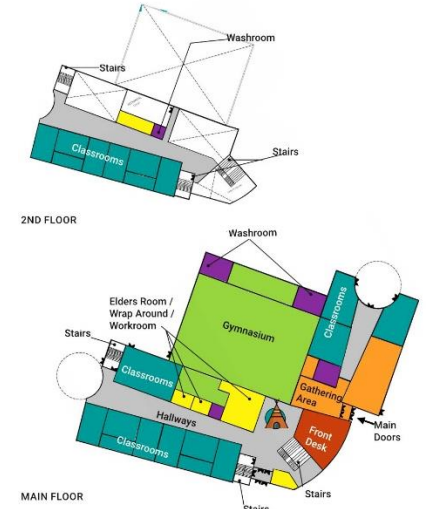 Washroom
Stairs
Classrooms
Stairs
2ND FLOOR
Washroom
Elders Room /
Wrap Around /
Workroom
Stairs
Gymnasium
Classrooms
Classrooms
Gathering
Area
Hallways
Front
Desk
Main
Doors
Classrooms
Stairs
MAIN FLOOR
Stairs